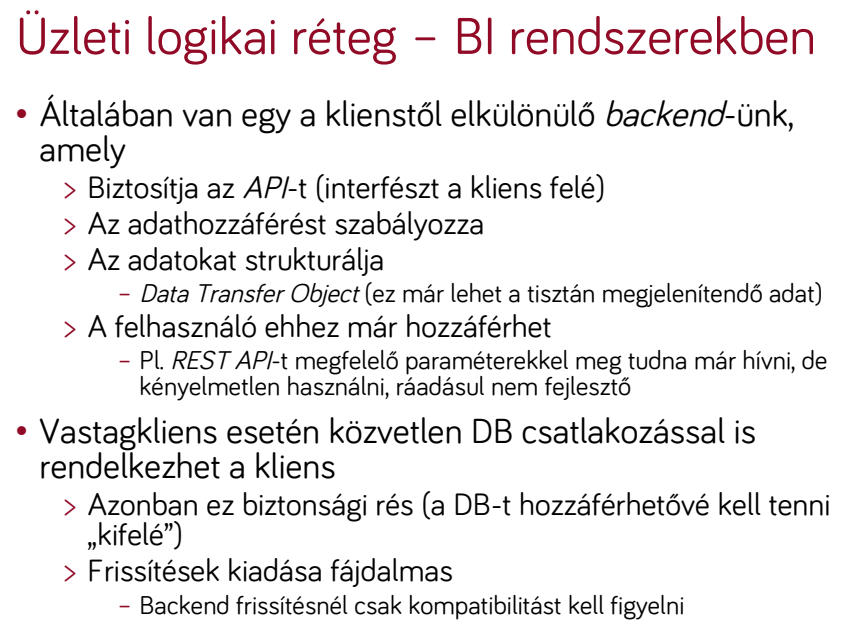 Üzleti logikai réteg – BI rendszerekben
• Általában van egy a klienstől elkülönülő backend-ünk,
amely
> Biztosítja az API-t (interfészt a kliens felé)
> Az adathozzáférést szabályozza
> Az adatokat strukturálja
– Data Transfer Object (ez már lehet a tisztán megjelenítendő adat)
> A felhasználó ehhez már hozzáférhet
– Pl. REST API-t megfelelő paraméterekkel meg tudna már hívni, de
kényelmetlen használni, ráadásul nem fejlesztő
• Vastagkliens esetén közvetlen DB csatlakozással is
rendelkezhet a kliens
> Azonban ez biztonsági rés (a DB-t hozzáférhetővé kell tenni
„kifelé”)
> Frissítések kiadása fájdalmas
– Backend frissítésnél csak kompatibilitást kell figyelni